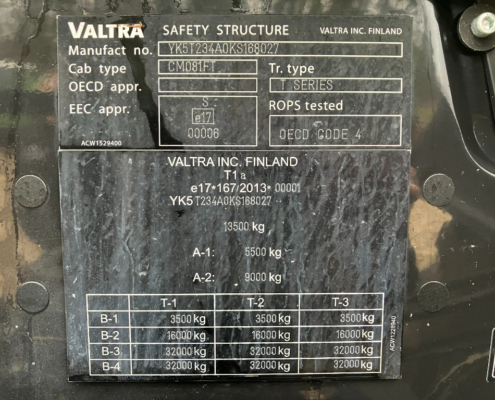 VALTRA SAFETY STRUCTURE VALTRA INC. FINLAND
Manufact no. YK5T234A0KS168027
Cab type CM081FT Tr. type
OECD appr. - T SERIES
EEC appr. S ROPS tested
e17
00006 OECD CODE 4
ACW1529400
VALTRA INC. FINLAND
T1a
e17*167/2013*00001
YK5T234A0KS168027
13500 kg
A-1: 5500 kg
A-2: 9000 kg
T-1 T-2 T-3
B-1 3500 kg 3500 kg 3500 kg
B-2 16000 kg 16000 kg 16000 kg
B-3 32000 kg 32000 kg 32000 kg
B-4 32000 kg 32000 kg 32000 kg